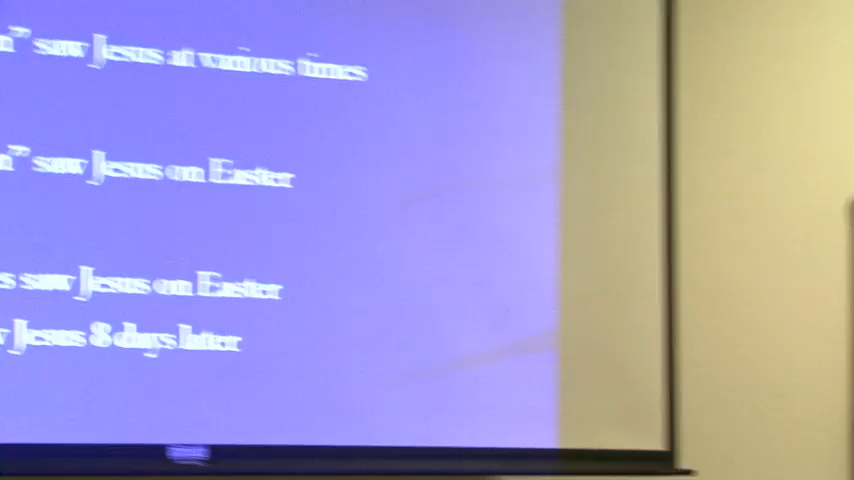 n” saw Jesus at various times
n” saw Jesus on Easter
s saw Jesus on Easter
Jesus 8 days later